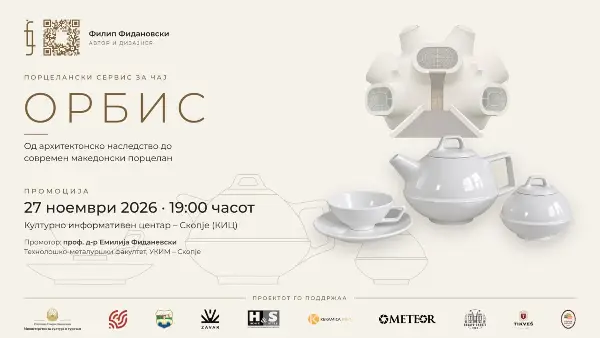 Филип Фидановски
АВТОР И ДИЗАЈНЕР
ПОРЦЕЛАНСКИ СЕРВИС ЗА ЧАЈ
ОРБИС
Од архитектонско наследство до
современ македонски порцелан
ПРОМОЦИЈА
27 ноември 2026 · 19:00 часот
Културно информативен центар – Скопје (КИЦ)
Промотор: проф. д-р Емилија Фиданчевски
Технолошко-металуршки факултет, УКИМ – Скопје
ПРОЕКТОТ ГО ПОДДРЖАА
ZAVAR
H&S
KERAMIKA
METEOR
TIKVEŠ